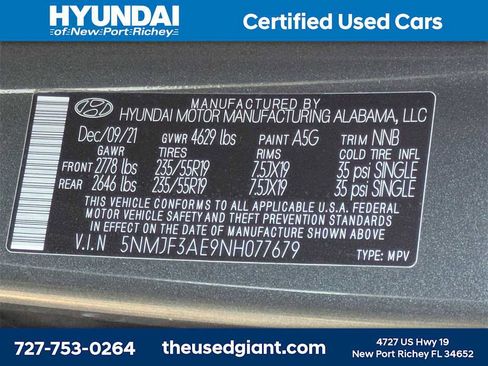 HYUNDAI
of New Port Richey
Certified Used Cars
MANUFACTURED BY
HYUNDAI MOTOR MANUFACTURING ALABAMA, LLC
Dec/09/21 GVWR 4629 lbs PAINT A5G TRIM NNB
GAWR TIRES RIMS COLD TIRE INFL
FRONT 2778 lbs 235/55R19 7.5JX19 35 psi SINGLE
REAR 2646 lbs 235/55R19 7.5JX19 35 psi SINGLE
THIS VEHICLE CONFORMS TO ALL APPLICABLE U.S.A. FEDERAL
MOTOR VEHICLE SAFETY AND THEFT PREVENTION STANDARDS
IN EFFECT ON THE DATE OF MANUFACTURE SHOWN ABOVE.
V.I.N 5NMJF3AE9NH077679 TYPE: MPV
727-753-0264
theusedgiant.com
4727 US Hwy 19
New Port Richey FL 34652